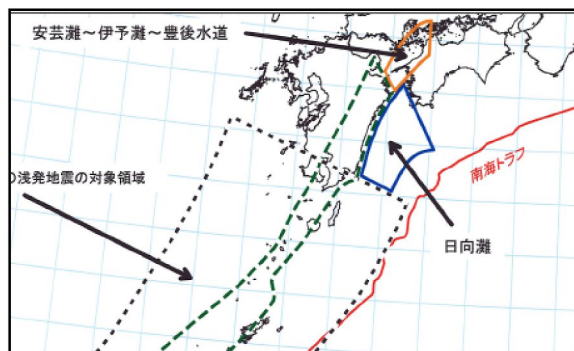 安芸灘～伊予灘～豊後水道
の浅発地震の対象領域
南海トラフ
日向灘